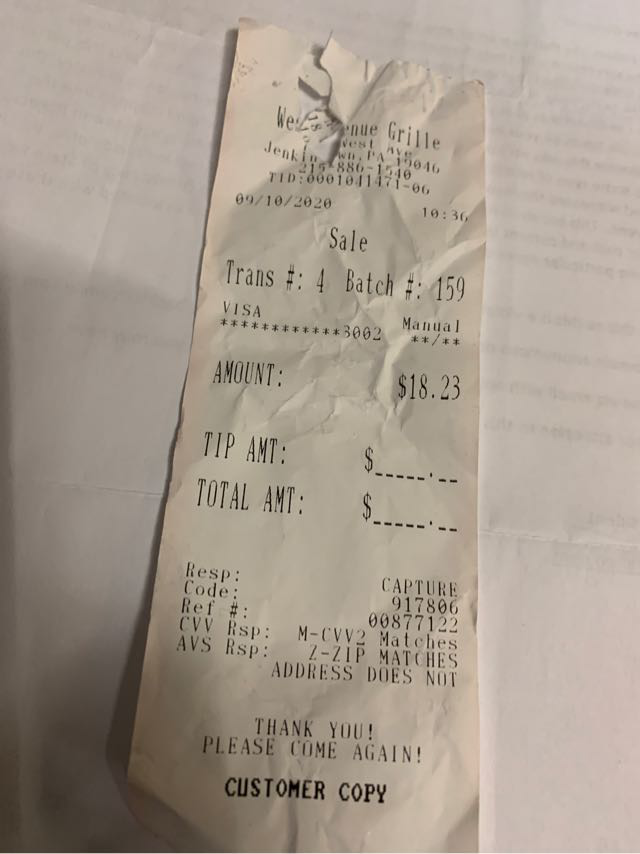 Grille
West Ave
PA 19046
215-886-1540
TID:0001041471-06
09/10/2020 10:36
Sale
Trans #: 4 Batch #: 159
VISA Manual
************3002 **/**
AMOUNT: $18.23
TIP AMT: $_____.__
TOTAL AMT: $_____.__
Resp: CAPTURE
Code: 917806
Ref #: 00877122
CVV Rsp: M-CVV2 Matches
AVS Rsp: Z-ZIP MATCHES
ADDRESS DOES NOT
THANK YOU!
PLEASE COME AGAIN!
CUSTOMER COPY